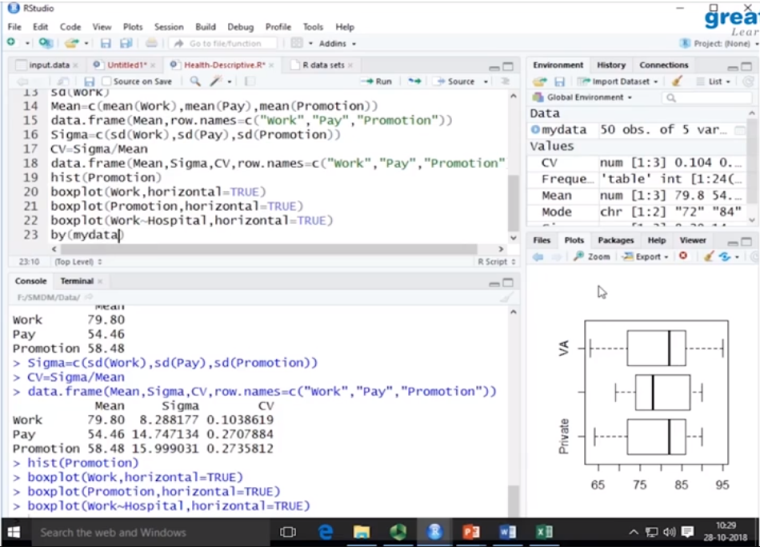 RStudio
great
Lear
File Edit Code View Plots Session Build Debug Profile Tools Help
Go to file/function Addins Project: (None)
input.data Untitled1* Health-Descriptive.R* R data sets
Source on Save Run Source
13 sd(Work)
14 Mean=c(mean(Work),mean(Pay),mean(Promotion))
15 data.frame(Mean,row.names=c("Work","Pay","Promotion"))
16 Sigma=c(sd(Work),sd(Pay),sd(Promotion))
17 CV=Sigma/Mean
18 data.frame(Mean,Sigma,CV,row.names=c("Work","Pay","Promotion"
19 hist(Promotion)
20 boxplot(Work,horizontal=TRUE)
21 boxplot(Promotion,horizontal=TRUE)
22 boxplot(Work~Hospital,horizontal=TRUE)
23 by(mydata)
23:10 (Top Level) R Script
Console Terminal
F:/SMDM/Data/
Mean
Work 79.80
Pay 54.46
Promotion 58.48
> Sigma=c(sd(Work),sd(Pay),sd(Promotion))
> CV=Sigma/Mean
> data.frame(Mean,Sigma,CV,row.names=c("Work","Pay","Promotion"))
Mean Sigma CV
Work 79.80 8.288177 0.1038619
Pay 54.46 14.747134 0.2707884
Promotion 58.48 15.999031 0.2735812
> hist(Promotion)
> boxplot(Work,horizontal=TRUE)
> boxplot(Promotion,horizontal=TRUE)
> boxplot(Work~Hospital,horizontal=TRUE)
Environment History Connections
Import Dataset List
Global Environment
Data
mydata 50 obs. of 5 var...
Values
CV num [1:3] 0.104 0...
Freque... 'table' int [1:24(...
Mean num [1:3] 79.8 54...
Mode chr [1:2] "72" "84"
Files Plots Packages Help Viewer
Zoom Export
VA
Private
65 75 85 95
Search the web and Windows
10:29
28-10-2018